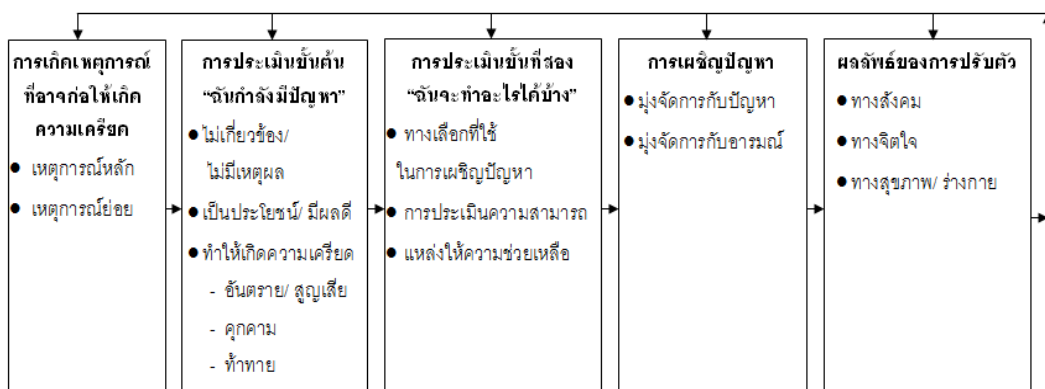 การเกิดเหตุการณ์
ที่อาจก่อให้เกิด
ความเครียด
● เหตุการณ์หลัก
● เหตุการณ์ย่อย
การประเมินขั้นต้น
“ฉันกำลังมีปัญหา”
● ไม่เกี่ยวข้อง/
ไม่มีเหตุผล
● เป็นประโยชน์/ มีผลดี
● ทำให้เกิดความเครียด
- อันตราย/ สูญเสีย
- คุกคาม
- ท้าทาย
การประเมินขั้นที่สอง
“ฉันจะทำอะไรได้บ้าง”
● ทางเลือกที่ใช้
ในการเผชิญปัญหา
● การประเมินความสามารถ
● แหล่งให้ความช่วยเหลือ
การเผชิญปัญหา
● มุ่งจัดการกับปัญหา
● มุ่งจัดการกับอารมณ์
ผลลัพธ์ของการปรับตัว
● ทางสังคม
● ทางจิตใจ
● ทางสุขภาพ/ ร่างกาย